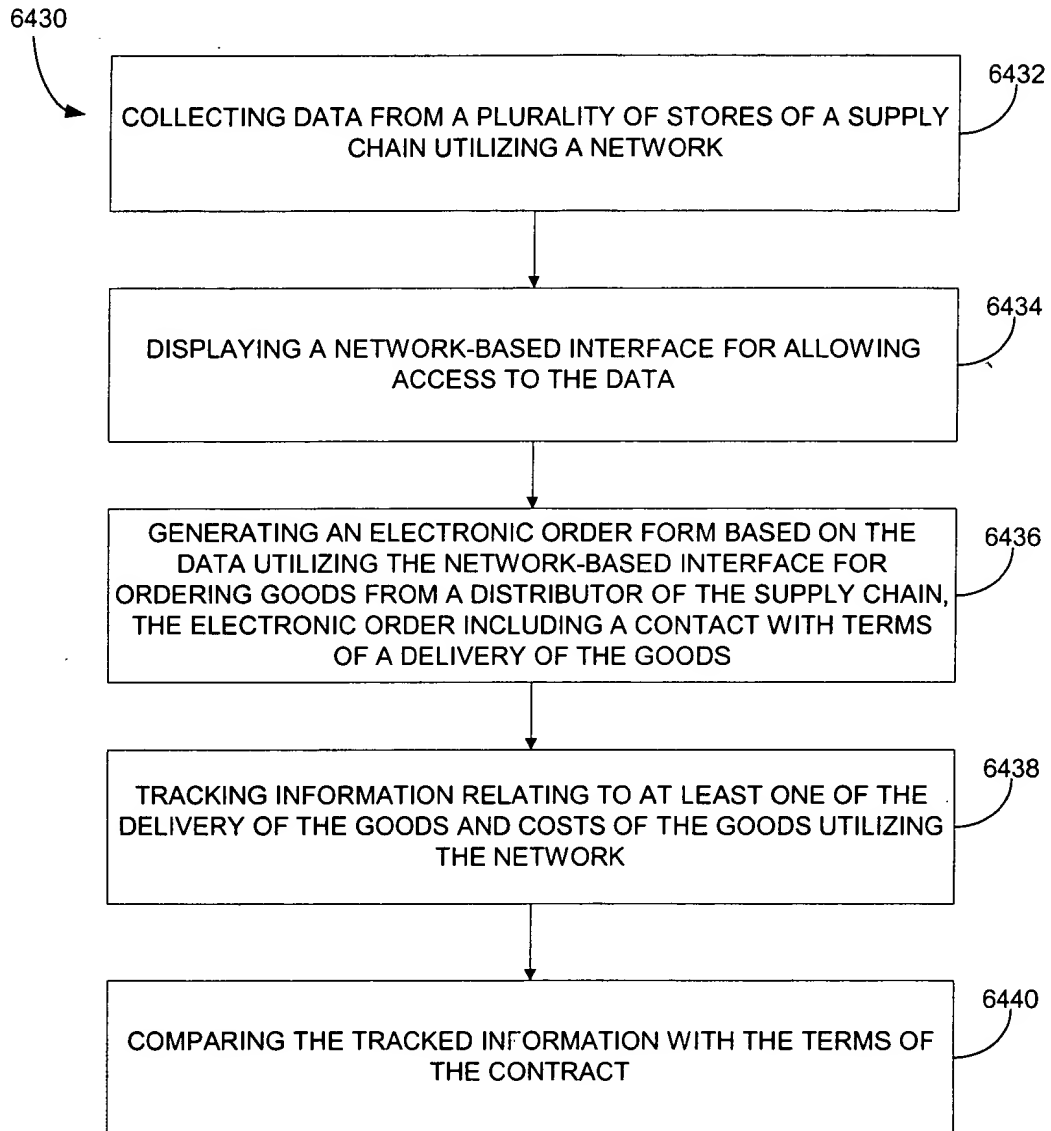 6430
6432
COLLECTING DATA FROM A PLURALITY OF STORES OF A SUPPLY
CHAIN UTILIZING A NETWORK
6434
DISPLAYING A NETWORK-BASED INTERFACE FOR ALLOWING
ACCESS TO THE DATA
6436
GENERATING AN ELECTRONIC ORDER FORM BASED ON THE
DATA UTILIZING THE NETWORK-BASED INTERFACE FOR
ORDERING GOODS FROM A DISTRIBUTOR OF THE SUPPLY CHAIN,
THE ELECTRONIC ORDER INCLUDING A CONTACT WITH TERMS
OF A DELIVERY OF THE GOODS
6438
TRACKING INFORMATION RELATING TO AT LEAST ONE OF THE
DELIVERY OF THE GOODS AND COSTS OF THE GOODS UTILIZING
THE NETWORK
6440
COMPARING THE TRACKED INFORMATION WITH THE TERMS OF
THE CONTRACT